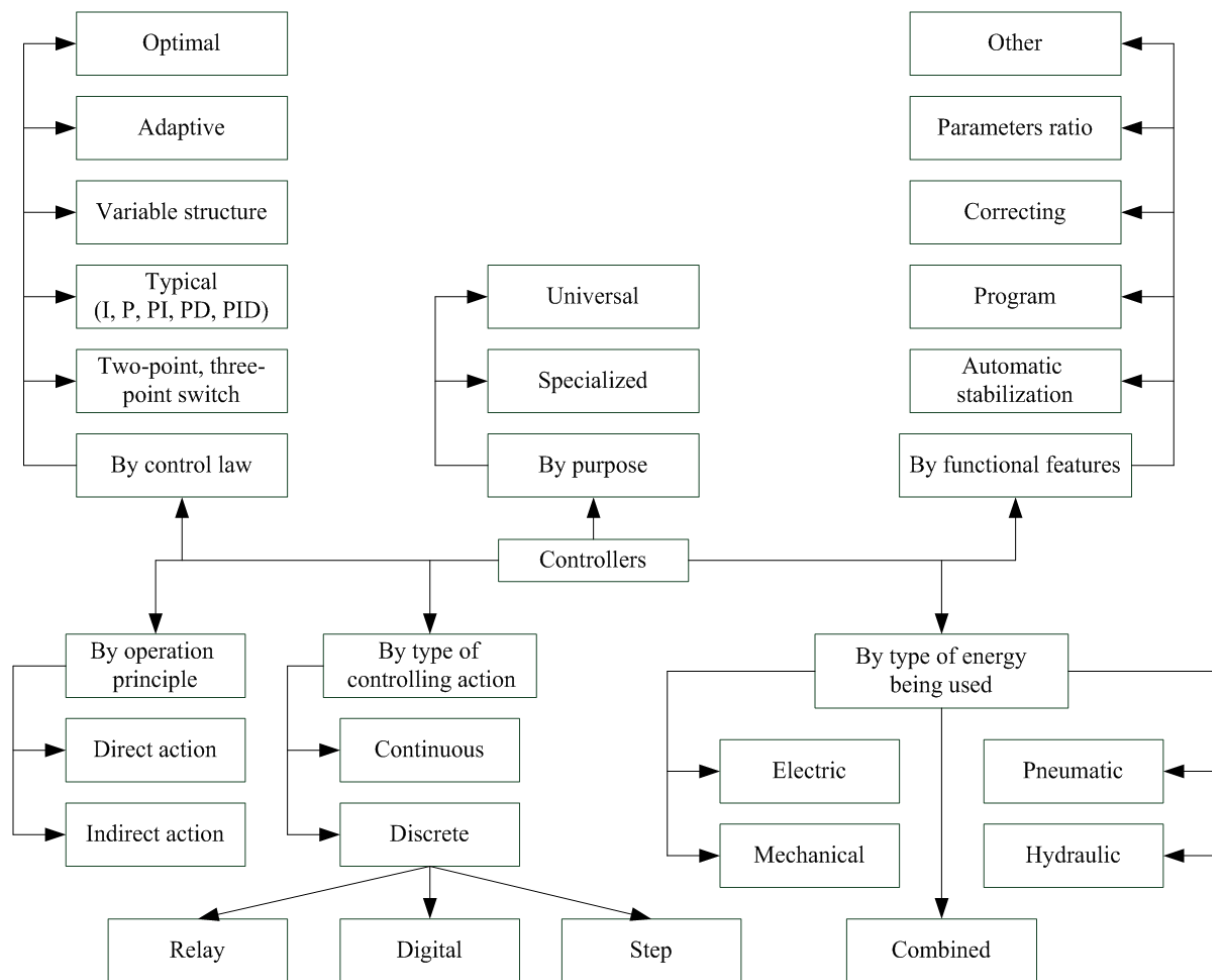 Optimal
Adaptive
Variable structure
Typical
(I, P, PI, PD, PID)
Two-point, three-
point switch
By control law
Universal
Specialized
By purpose
Other
Parameters ratio
Correcting
Program
Automatic
stabilization
By functional features
Controllers
By operation
principle
Direct action
Indirect action
By type of
controlling action
Continuous
Discrete
Relay
Digital
Step
By type of energy
being used
Electric
Mechanical
Pneumatic
Hydraulic
Combined